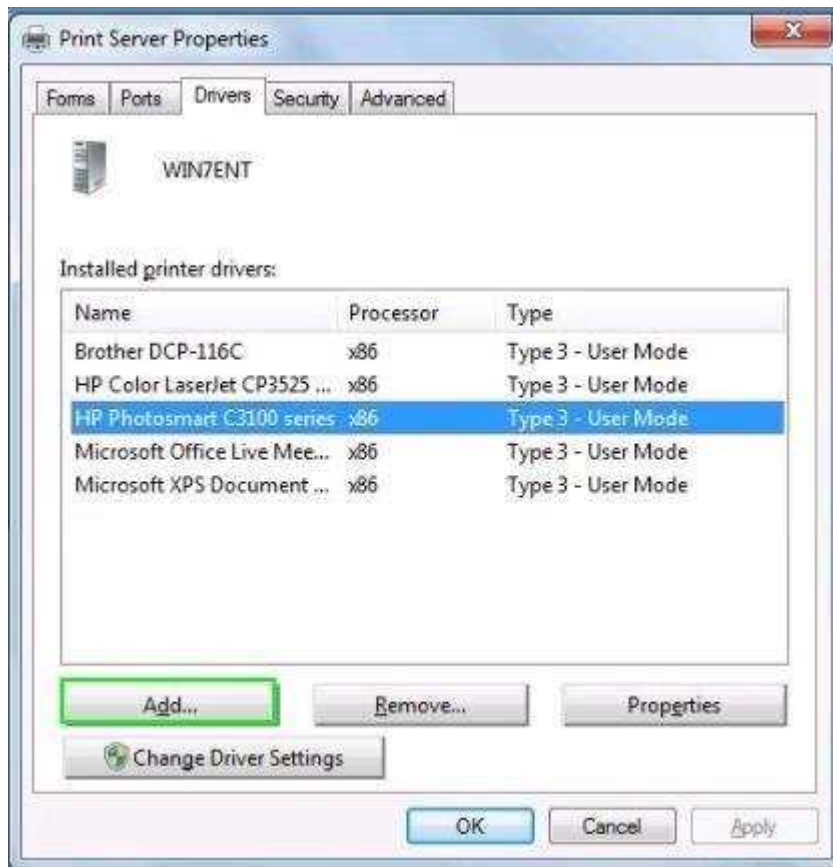 Print Server Properties
Forms Ports Drivers Security Advanced
WIN7ENT
Installed printer drivers:
Name Processor Type
Brother DCP-116C x86 Type 3 - User Mode
HP Color LaserJet CP3525 ... x86 Type 3 - User Mode
HP Photosmart C3100 series x86 Type 3 - User Mode
Microsoft Office Live Mee... x86 Type 3 - User Mode
Microsoft XPS Document ... x86 Type 3 - User Mode
Add... Remove... Properties
Change Driver Settings
OK Cancel Apply